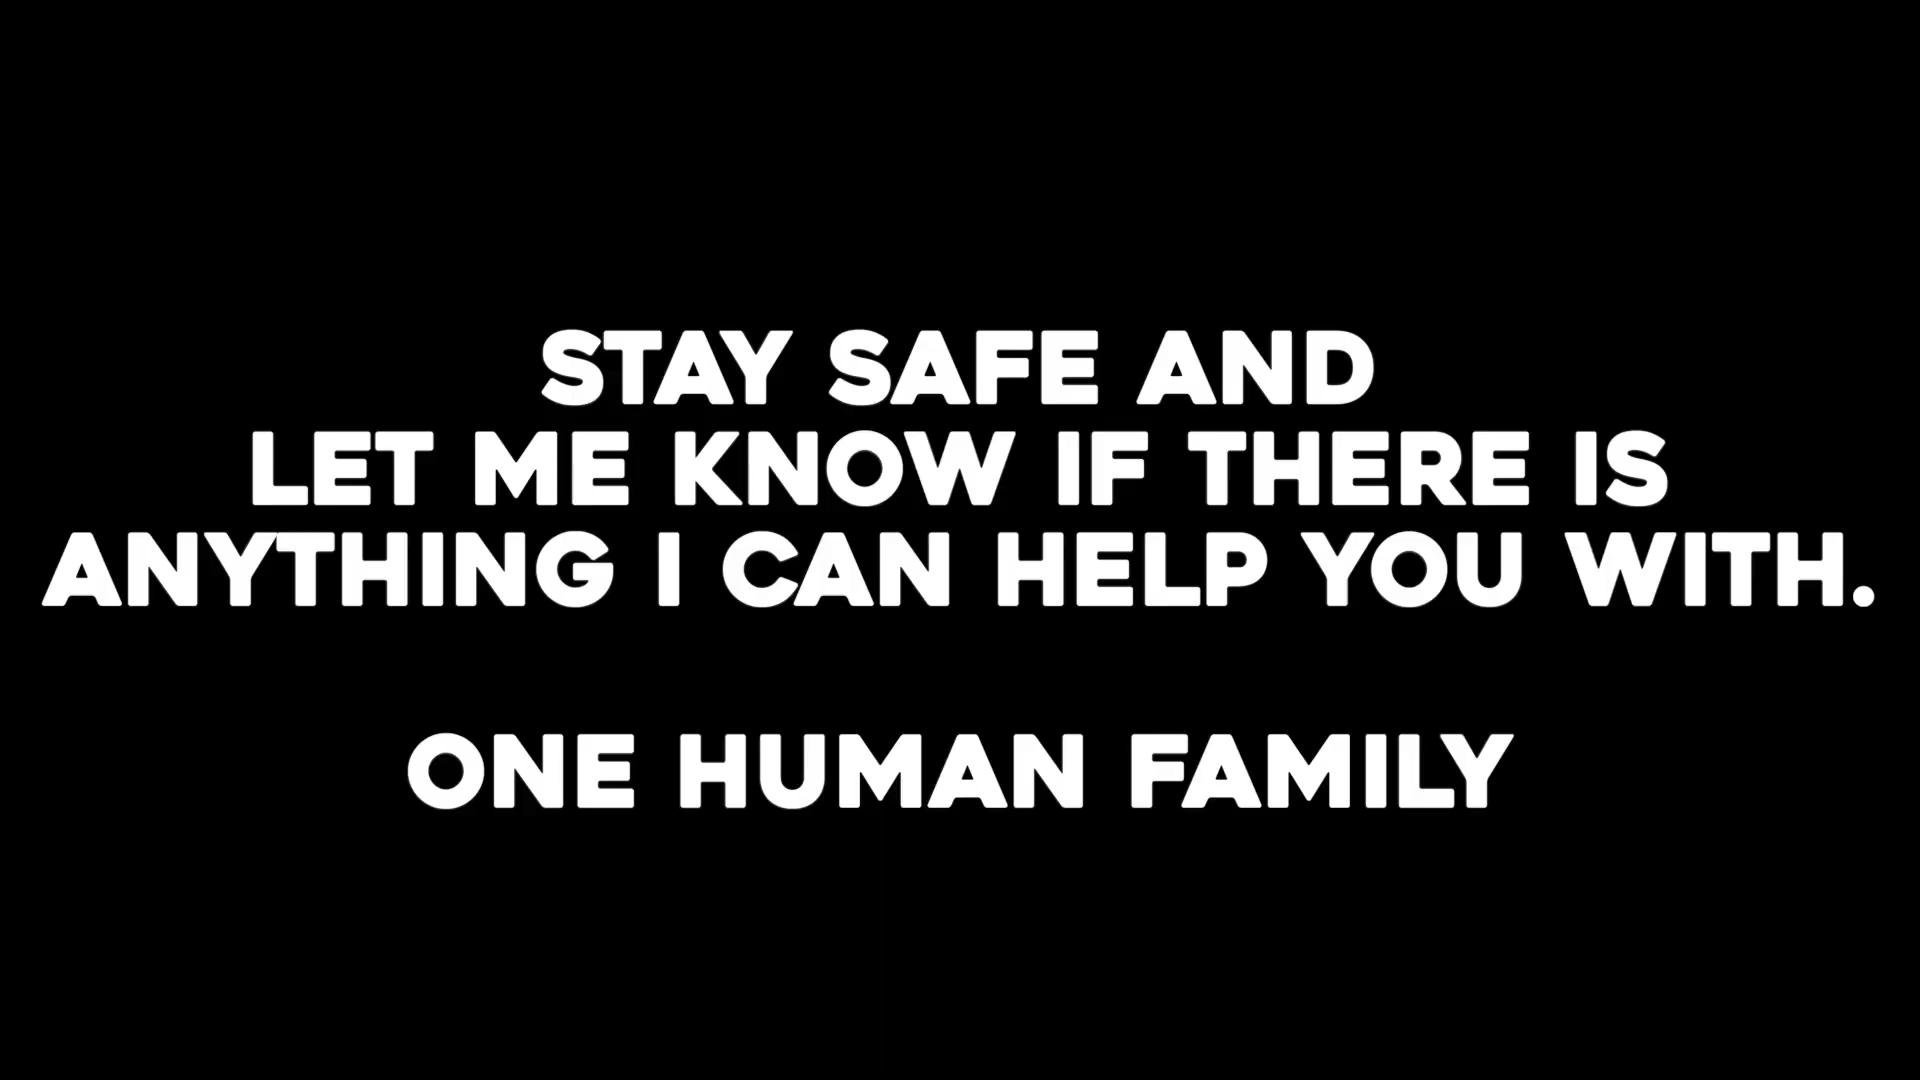 STAY SAFE AND
LET ME KNOW IF THERE IS
ANYTHING I CAN HELP YOU WITH.
ONE HUMAN FAMILY